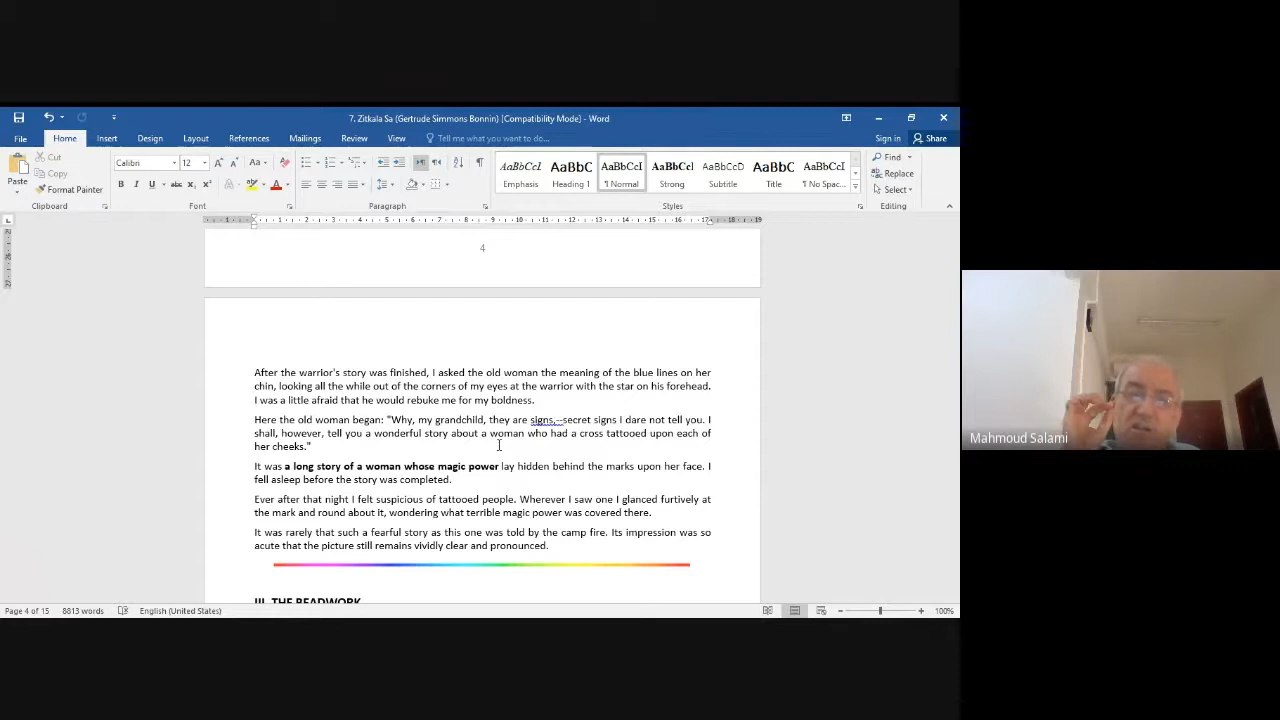 7. Zitkala Sa (Gertrude Simmons Bonnin) [Compatibility Mode] - Word
File Home Insert Design Layout References Mailings Review View Tell me what you want to do... Sign in Share
Paste
Cut
Copy
Format Painter
Clipboard
Calibri 12
Font
Paragraph
AaBbCcI AaBbC AaBbCcI AaBbCcI AaBbCcD AaBbC AaBbCcI
Emphasis Heading 1 ¶ Normal Strong Subtitle Title ¶ No Spac...
Styles
Find
Replace
Select
Editing
4
After the warrior's story was finished, I asked the old woman the meaning of the blue lines on her
chin, looking all the while out of the corners of my eyes at the warrior with the star on his forehead.
I was a little afraid that he would rebuke me for my boldness.
Here the old woman began: "Why, my grandchild, they are signs,--secret signs I dare not tell you. I
shall, however, tell you a wonderful story about a woman who had a cross tattooed upon each of
her cheeks."
It was a long story of a woman whose magic power lay hidden behind the marks upon her face. I
fell asleep before the story was completed.
Ever after that night I felt suspicious of tattooed people. Wherever I saw one I glanced furtively at
the mark and round about it, wondering what terrible magic power was covered there.
It was rarely that such a fearful story as this one was told by the camp fire. Its impression was so
acute that the picture still remains vividly clear and pronounced.
III. THE BEADWORK
Page 4 of 15 8813 words English (United States) 100%
Mahmoud Salami